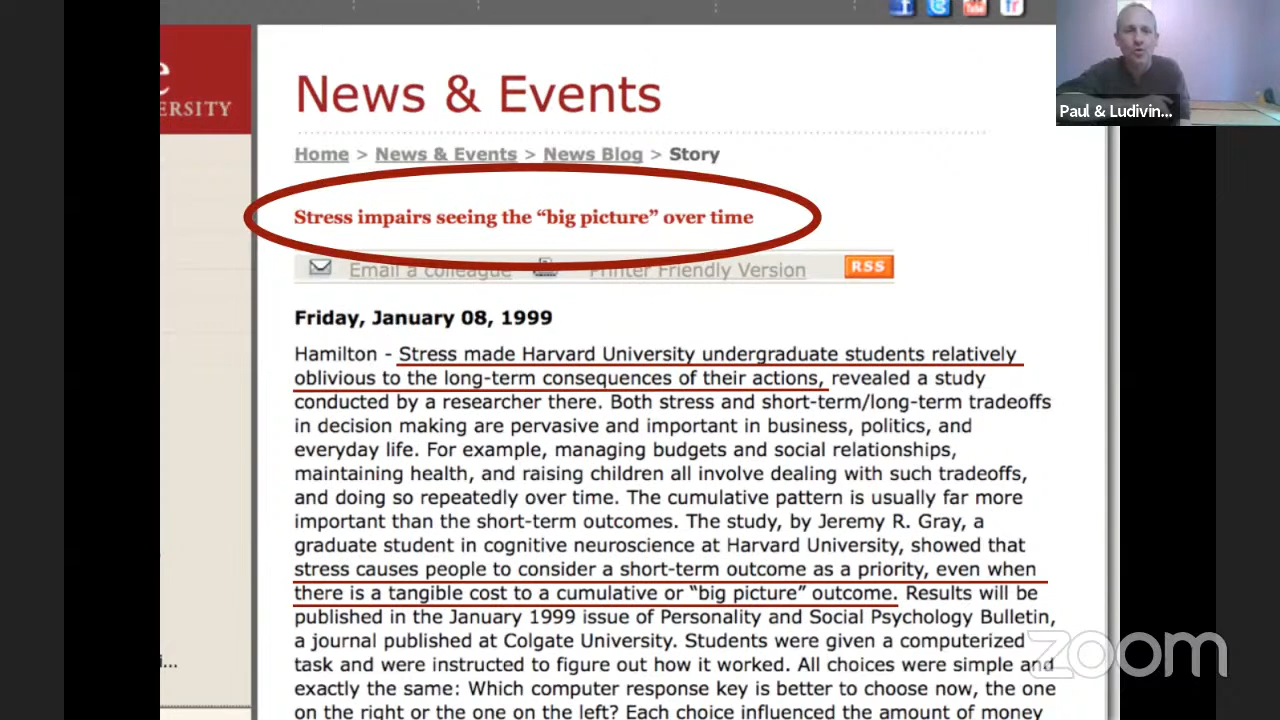 e
ERSITY
News & Events
Home > News & Events > News Blog > Story
Stress impairs seeing the “big picture” over time
Email a colleague Printer Friendly Version RSS
Friday, January 08, 1999
Hamilton - Stress made Harvard University undergraduate students relatively
oblivious to the long-term consequences of their actions, revealed a study
conducted by a researcher there. Both stress and short-term/long-term tradeoffs
in decision making are pervasive and important in business, politics, and
everyday life. For example, managing budgets and social relationships,
maintaining health, and raising children all involve dealing with such tradeoffs,
and doing so repeatedly over time. The cumulative pattern is usually far more
important than the short-term outcomes. The study, by Jeremy R. Gray, a
graduate student in cognitive neuroscience at Harvard University, showed that
stress causes people to consider a short-term outcome as a priority, even when
there is a tangible cost to a cumulative or “big picture” outcome. Results will be
published in the January 1999 issue of Personality and Social Psychology Bulletin,
a journal published at Colgate University. Students were given a computerized
task and were instructed to figure out how it worked. All choices were simple and
exactly the same: Which computer response key is better to choose now, the one
on the right or the one on the left? Each choice influenced the amount of money
Paul & Ludivin...
zoom